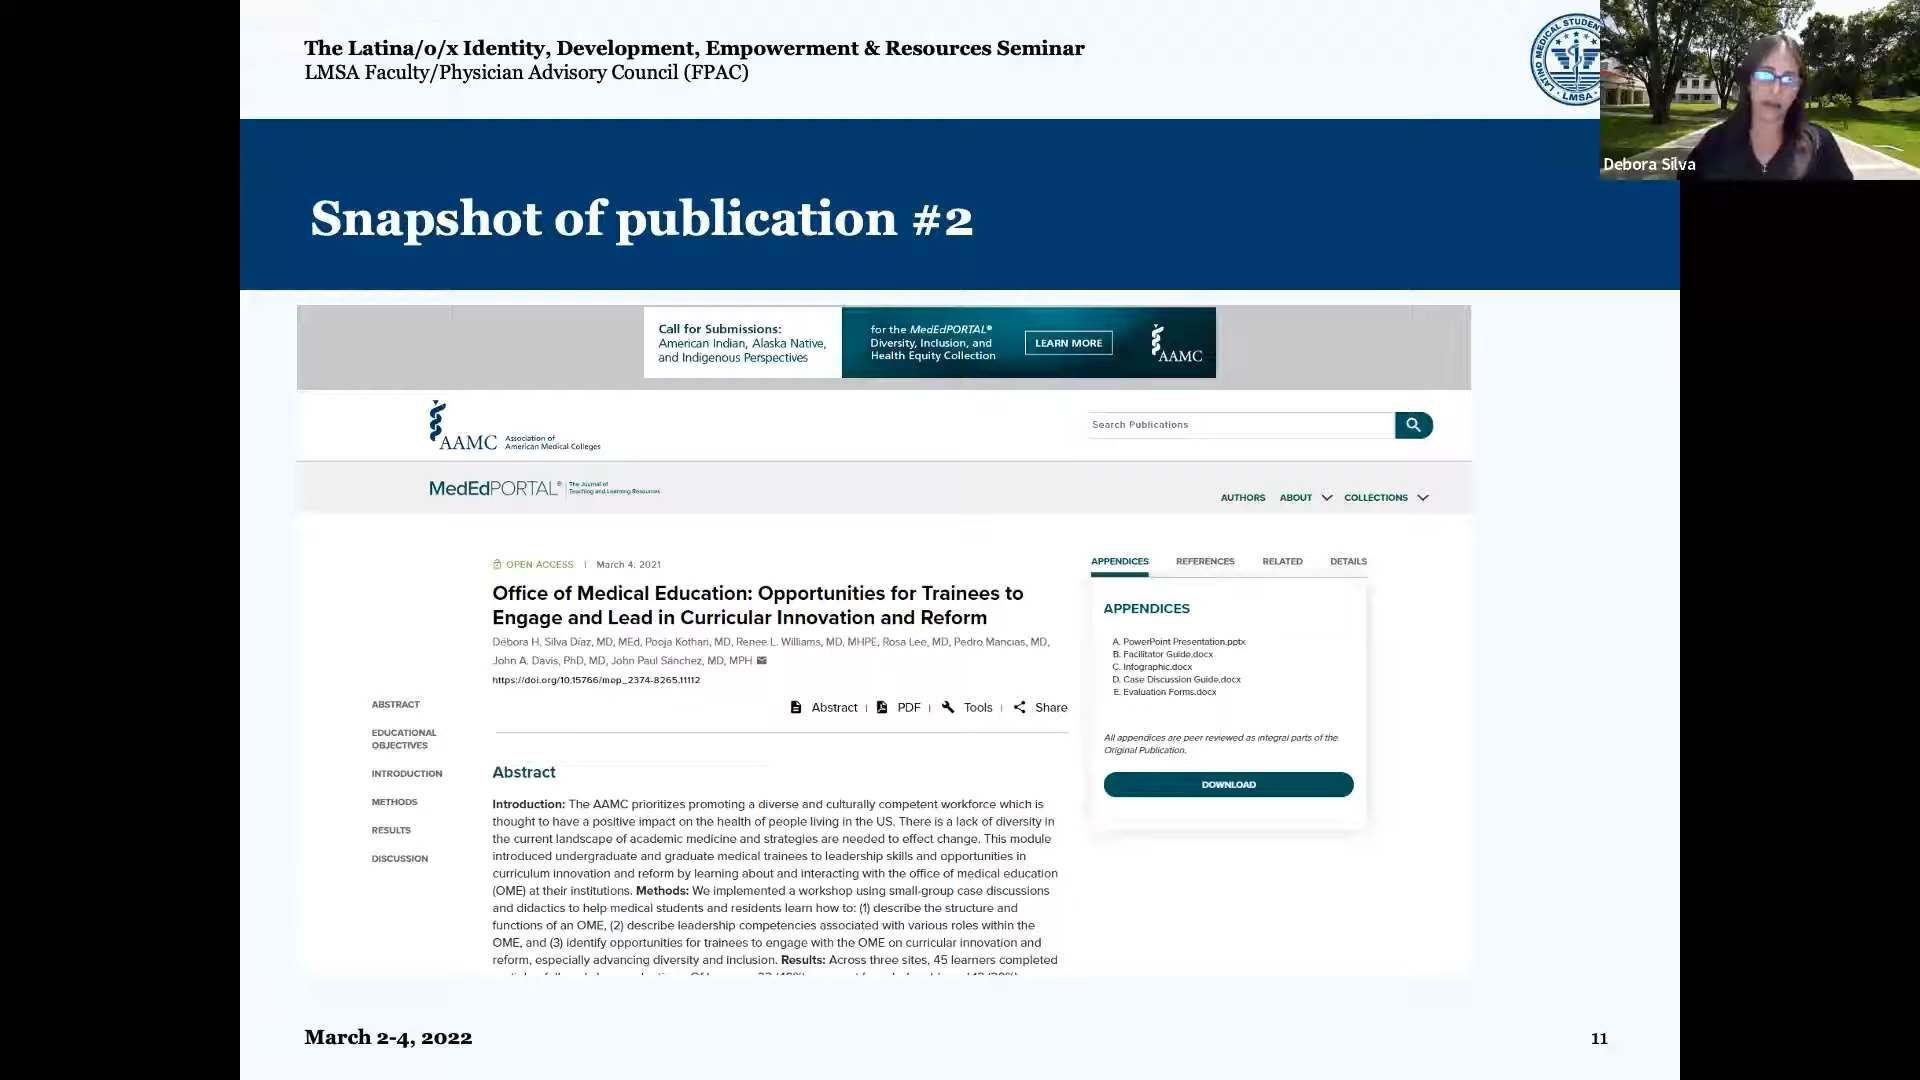 The Latina/o/x Identity, Development, Empowerment & Resources Seminar
LMSA Faculty/Physician Advisory Council (FPAC)
LATINO MEDICAL STUDENT
LMSA
Debora Silva
Snapshot of publication #2
Call for Submissions:
American Indian, Alaska Native,
and Indigenous Perspectives
for the MedEdPORTAL®
Diversity, Inclusion, and
Health Equity Collection
LEARN MORE
AAMC
AAMC
Association of
American Medical Colleges
Search Publications
MedEdPORTAL®
The Journal of
Teaching and Learning Resources
AUTHORS ABOUT COLLECTIONS
OPEN ACCESS | March 4, 2021
Office of Medical Education: Opportunities for Trainees to
Engage and Lead in Curricular Innovation and Reform
Débora H. Silva Díaz, MD, MEd, Pooja Kothari, MD, Renee L. Williams, MD, MHPE, Rosa Lee, MD, Pedro Mancias, MD,
John A. Davis, PhD, MD, John Paul Sánchez, MD, MPH
https://doi.org/10.15766/mep_2374-8265.11112
Abstract | PDF | Tools | Share
ABSTRACT
EDUCATIONAL
OBJECTIVES
INTRODUCTION
METHODS
RESULTS
DISCUSSION
Abstract
Introduction: The AAMC prioritizes promoting a diverse and culturally competent workforce which is
thought to have a positive impact on the health of people living in the US. There is a lack of diversity in
the current landscape of academic medicine and strategies are needed to effect change. This module
introduced undergraduate and graduate medical trainees to leadership skills and opportunities in
curriculum innovation and reform by learning about and interacting with the office of medical education
(OME) at their institutions. Methods: We implemented a workshop using small-group case discussions
and didactics to help medical students and residents learn how to: (1) describe the structure and
functions of an OME, (2) describe leadership competencies associated with various roles within the
OME, and (3) identify opportunities for trainees to engage with the OME on curricular innovation and
reform, especially advancing diversity and inclusion. Results: Across three sites, 45 learners completed
APPENDICES REFERENCES RELATED DETAILS
APPENDICES
A. PowerPoint Presentation.pptx
B. Facilitator Guide.docx
C. Infographic.docx
D. Case Discussion Guide.docx
E. Evaluation Forms.docx
All appendices are peer reviewed as integral parts of the
Original Publication.
DOWNLOAD
March 2-4, 2022
11